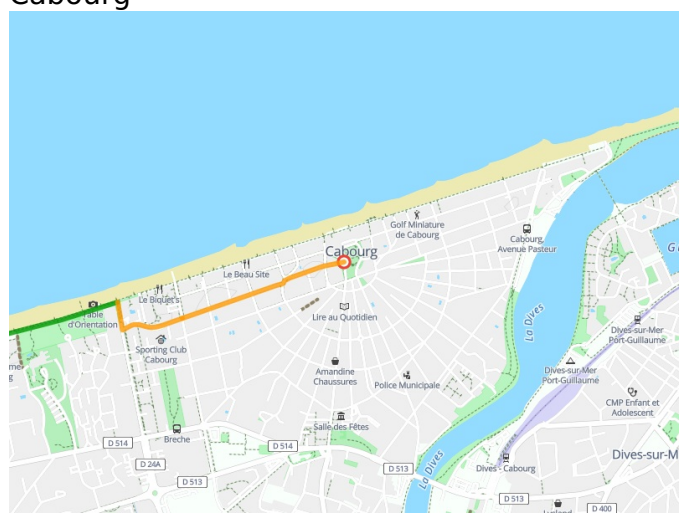 Cabourg
Golf Miniature
de Cabourg
Cabourg
Cabourg,
Avenue Pasteur
Le Beau Site
Le Biquet's
Table
d'Orientation
Lire au Quotidien
La Dives
Sporting Club
Cabourg
Dives-sur-Mer
Port-Guillaume
Amandine
Chaussures
Police Municipale
Dives-sur-Mer
Port-Guillaume
CMP Enfant et
Adolescent
Salle des Fêtes
Breche
D 514
D 514
D 24A
D 513
D 513
La Dives
Dives - Cabourg
Dives-sur-M
D 513
D 513
D 400